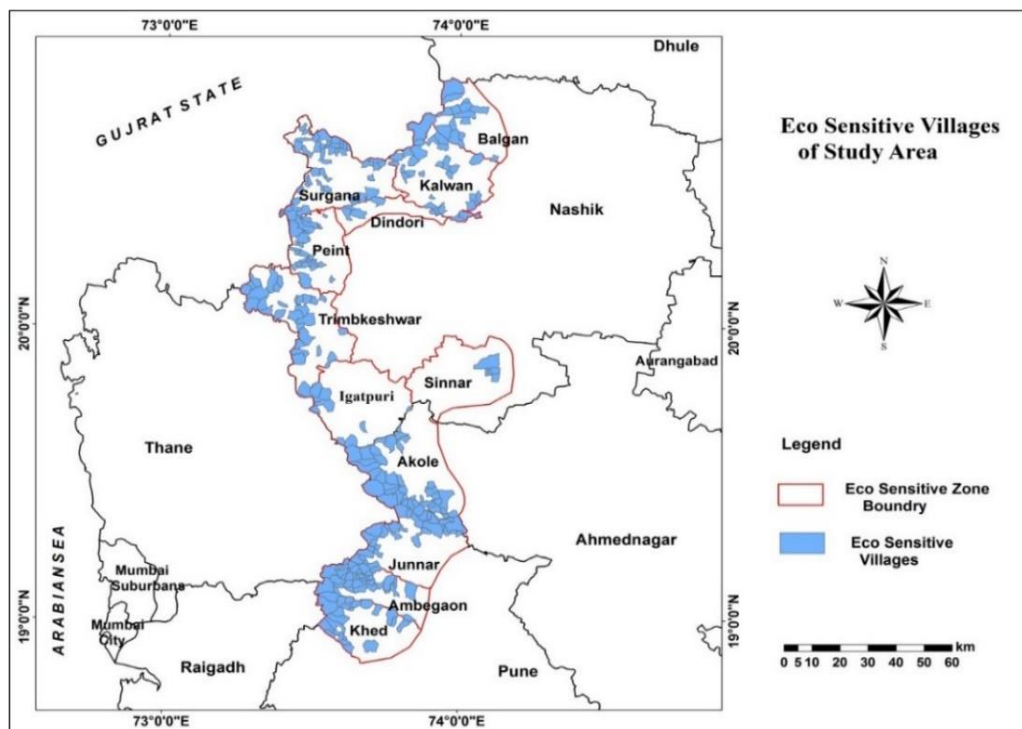 73°0'0"E
74°0'0"E
Dhule
GUJRAT STATE
Eco Sensitive Villages
of Study Area
Balgan
Kalwan
Surgana
Nashik
Dindori
Peint
N
W
E
S
20°0'0"N
20°0'0"N
Trimbkeshwar
Aurangabad
Sinnar
Igatpuri
Thane
Legend
Akole
Eco Sensitive Zone
Boundry
Ahmednagar
Eco Sensitive
Villages
ARABIANSEA
Junnar
Mumbai
Suburbans
Ambegaon
19°0'0"N
19°0'0"N
Mumbai
City
Khed
Raigadh
Pune
km
0 5 10 20 30 40 50 60
73°0'0"E
74°0'0"E